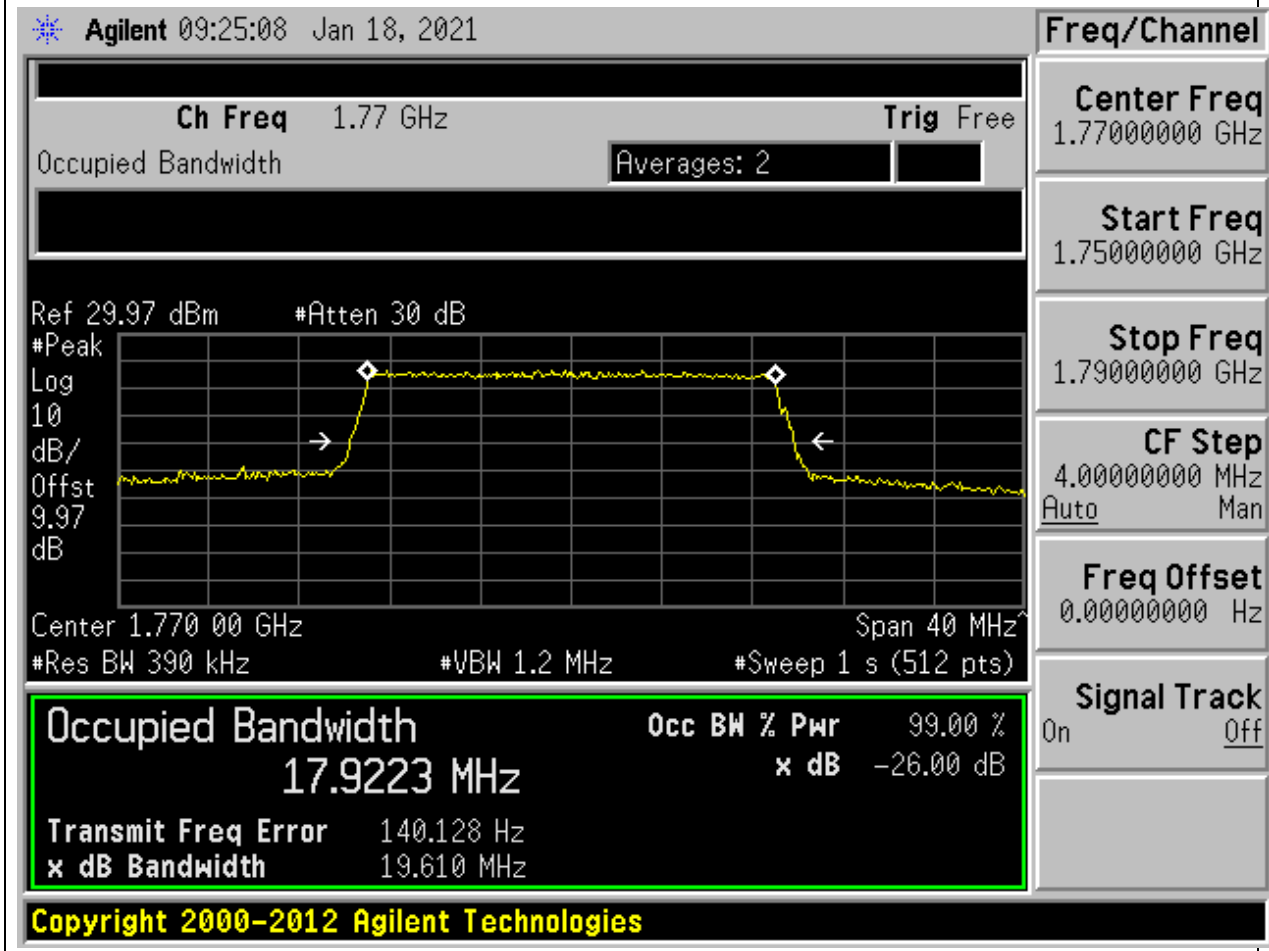 Agilent 09:25:08 Jan 18, 2021
Freq/Channel
Ch Freq 1.77 GHz Trig Free
Occupied Bandwidth Averages: 2
Ref 29.97 dBm #Atten 30 dB
#Peak
Log
10
dB/
Offst
9.97
dB
Center 1.770 00 GHz Span 40 MHz^
#Res BW 390 kHz #VBW 1.2 MHz #Sweep 1 s (512 pts)
Occupied Bandwidth Occ BW % Pwr 99.00 %
17.9223 MHz x dB -26.00 dB
Transmit Freq Error 140.128 Hz
x dB Bandwidth 19.610 MHz
Center Freq
1.77000000 GHz
Start Freq
1.75000000 GHz
Stop Freq
1.79000000 GHz
CF Step
4.00000000 MHz
Auto Man
Freq Offset
0.00000000 Hz
Signal Track
On Off
Copyright 2000-2012 Agilent Technologies